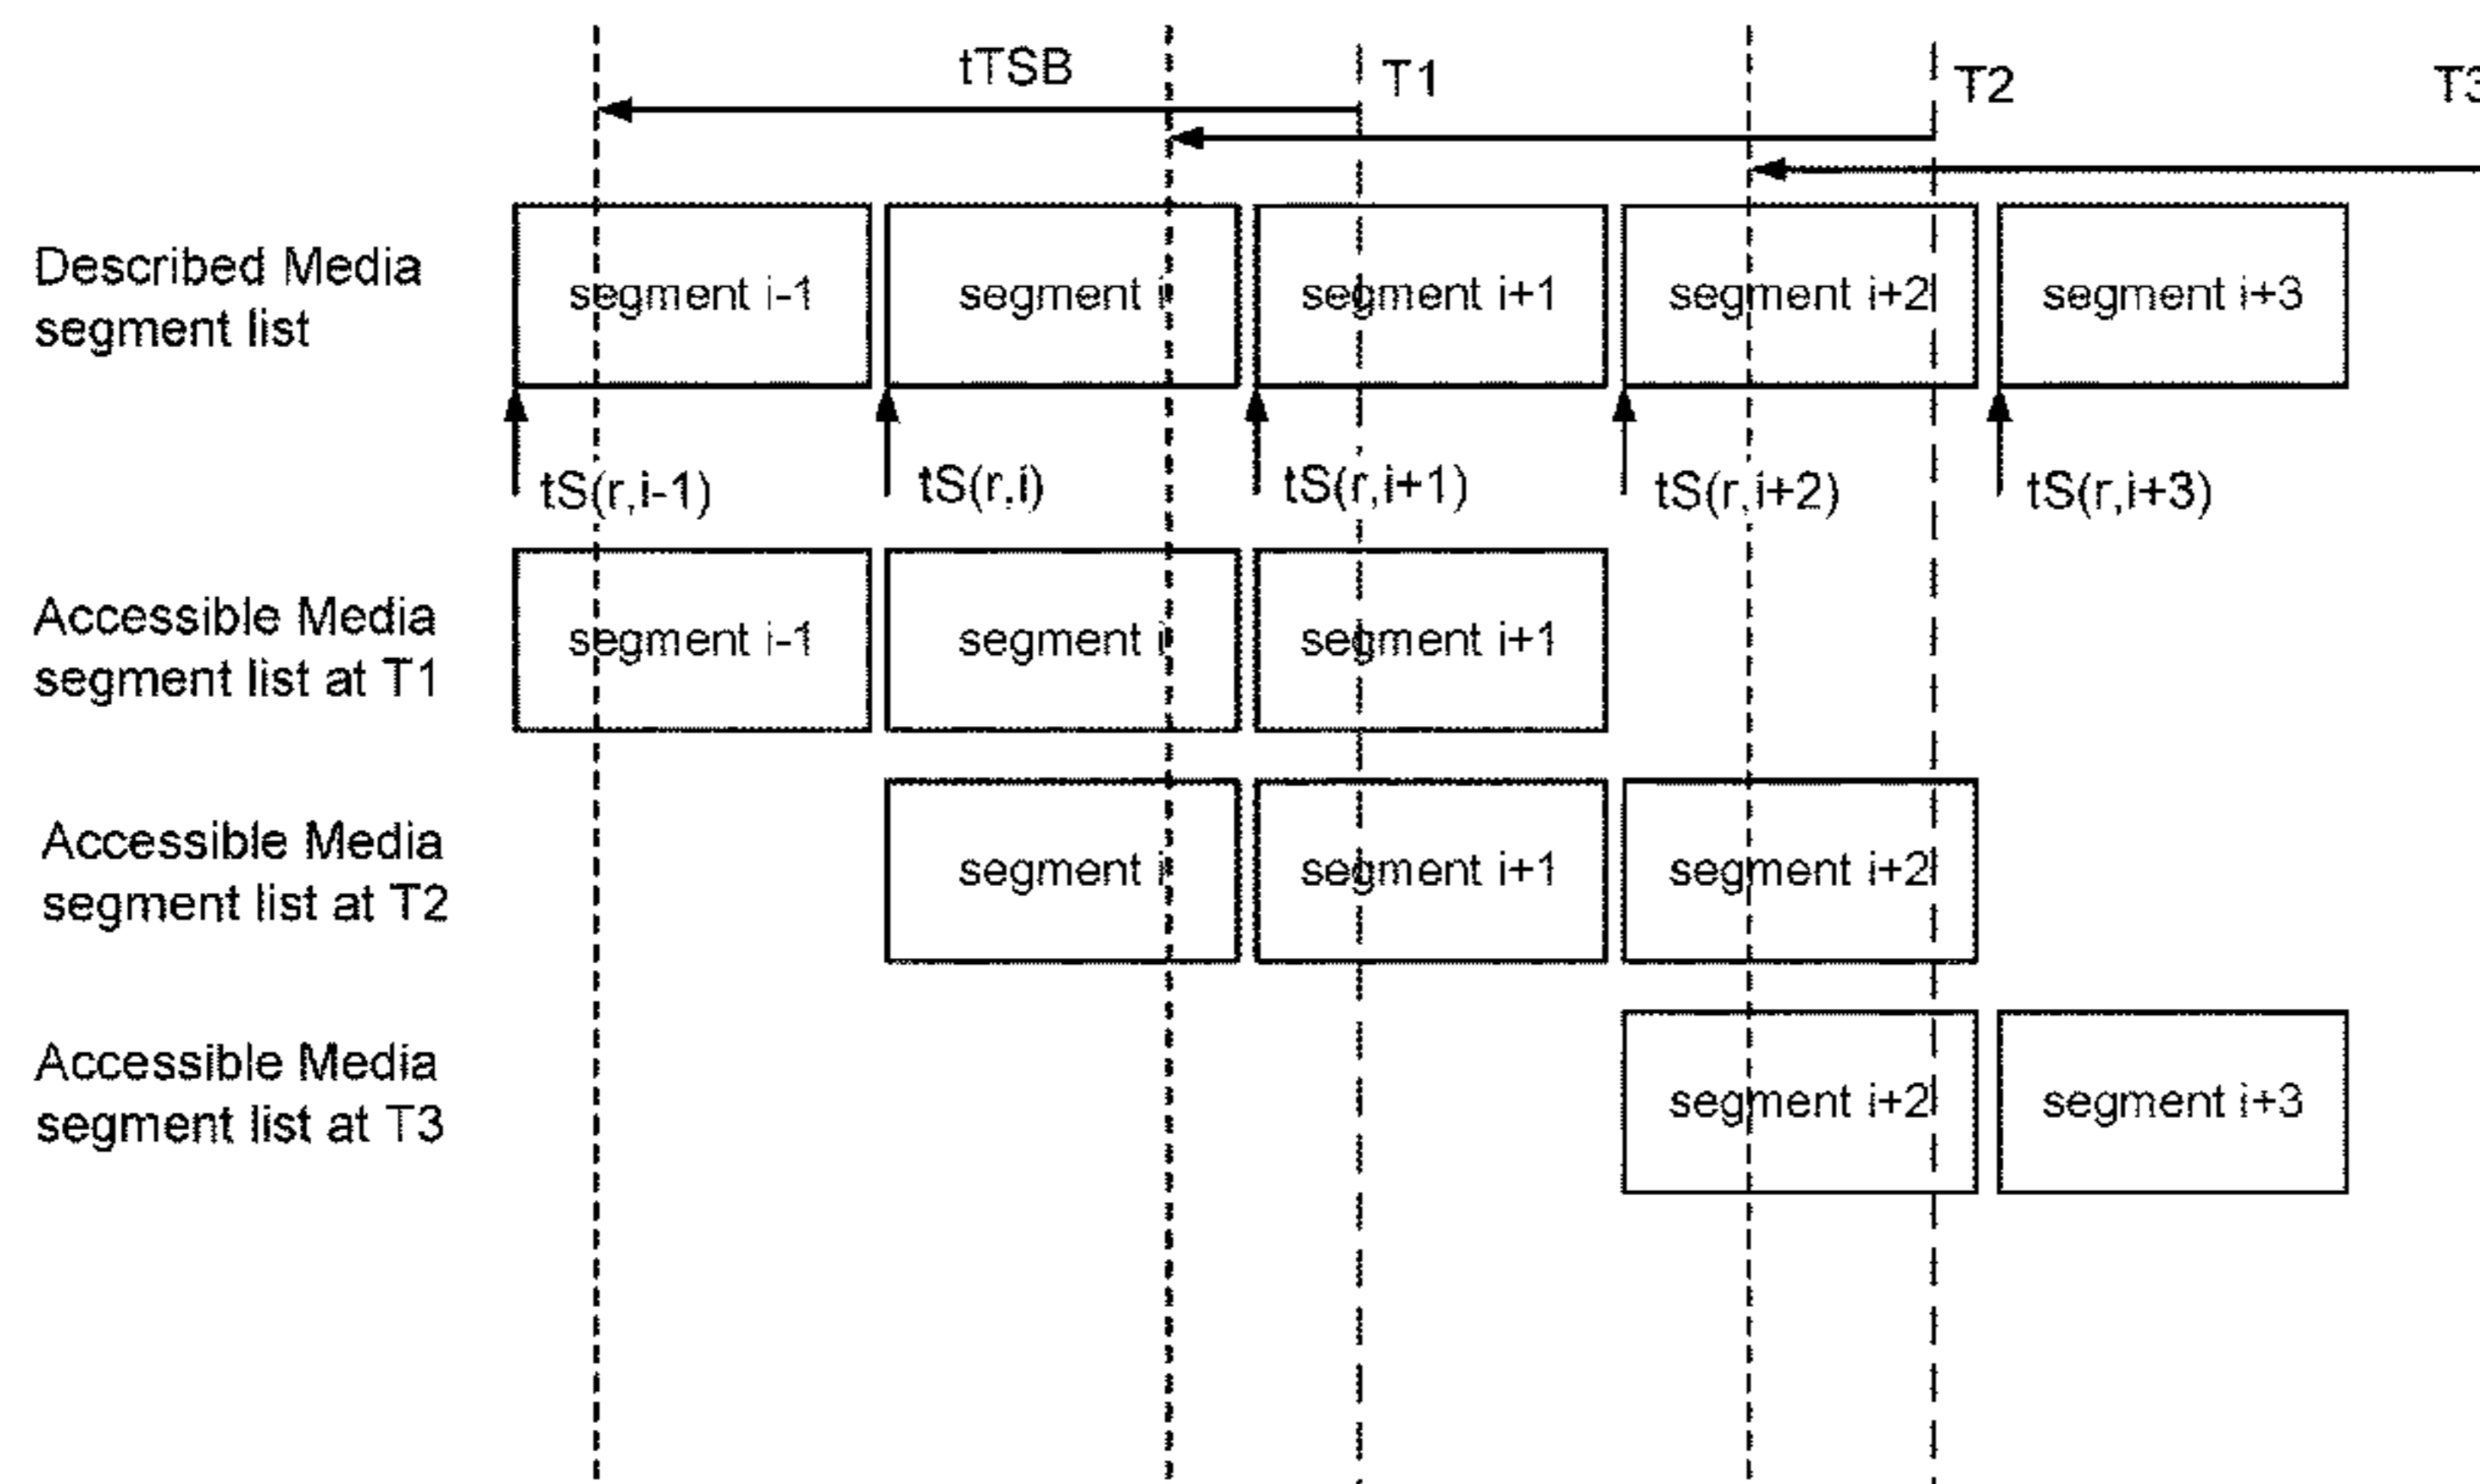 tTSB
T1
T2
T3
Described Media
segment list
segment i-1
segment i
segment i+1
segment i+2
segment i+3
tS(r,i-1)
tS(r,i)
tS(r,i+1)
tS(r,i+2)
tS(r,i+3)
Accessible Media
segment list at T1
segment i-1
segment i
segment i+1
Accessible Media
segment list at T2
segment i
segment i+1
segment i+2
Accessible Media
segment list at T3
segment i+2
segment i+3